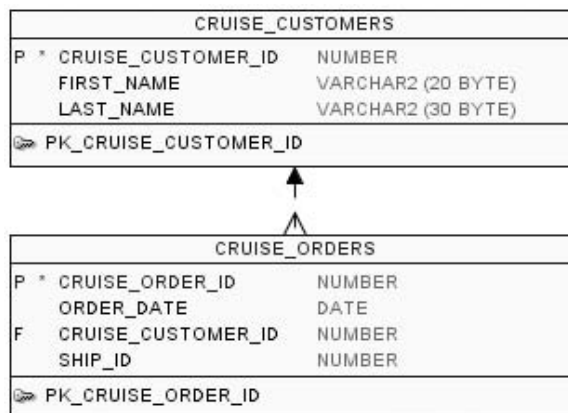 CRUISE_CUSTOMERS
P * CRUISE_CUSTOMER_ID NUMBER
FIRST_NAME VARCHAR2 (20 BYTE)
LAST_NAME VARCHAR2 (30 BYTE)
PK_CRUISE_CUSTOMER_ID
CRUISE_ORDERS
P * CRUISE_ORDER_ID NUMBER
ORDER_DATE DATE
F CRUISE_CUSTOMER_ID NUMBER
SHIP_ID NUMBER
PK_CRUISE_ORDER_ID